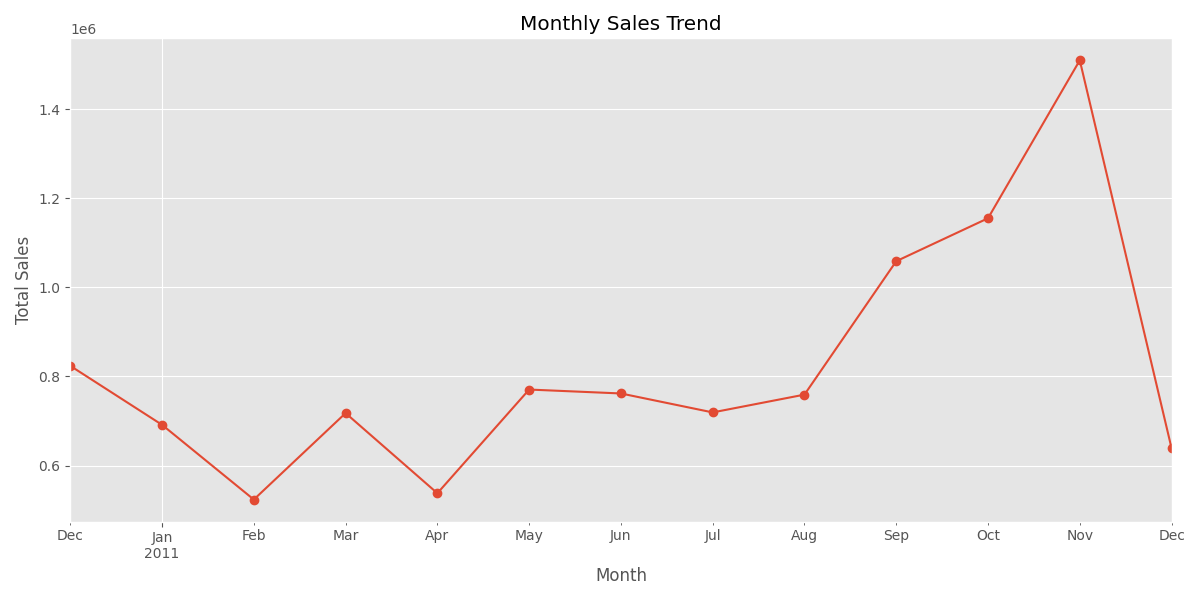 Monthly Sales Trend
1e6
1.4
1.2
1.0
0.8
0.6
Total Sales
Dec Jan Feb Mar Apr May Jun Jul Aug Sep Oct Nov Dec
2011
Month